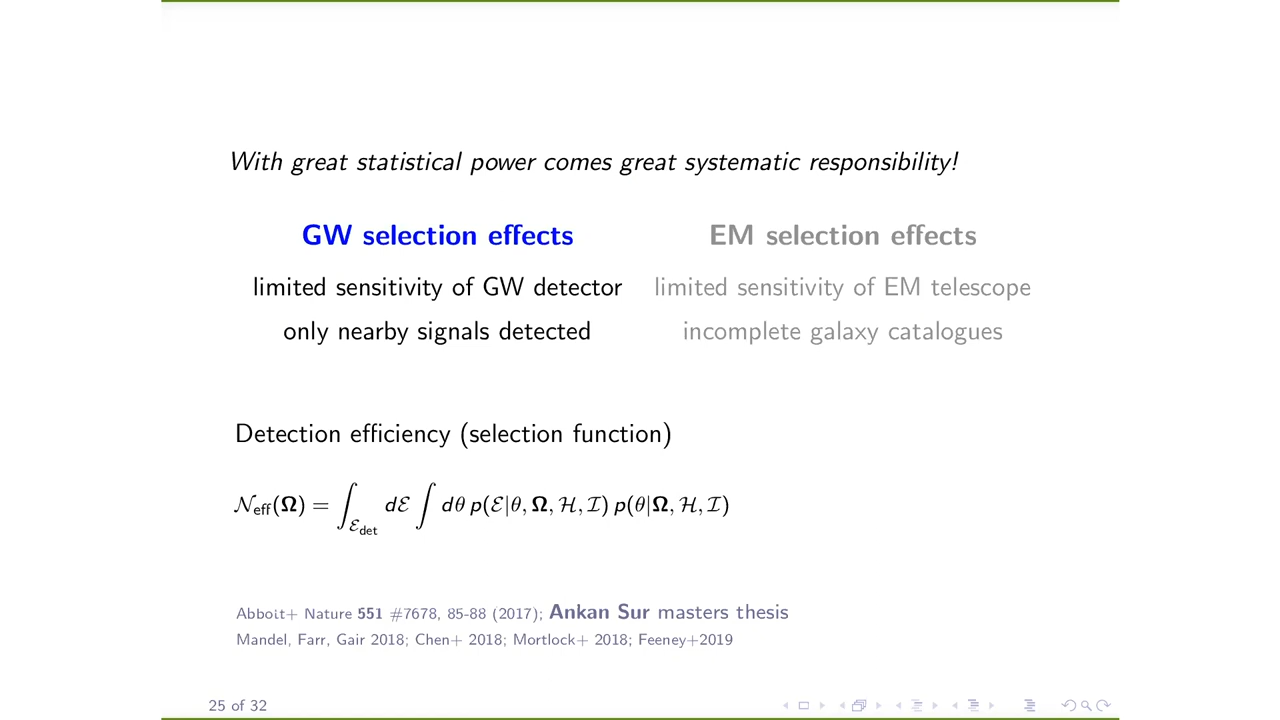 With great statistical power comes great systematic responsibility!
GW selection effects EM selection effects
limited sensitivity of GW detector limited sensitivity of EM telescope
only nearby signals detected incomplete galaxy catalogues
Detection efficiency (selection function)
𝒩eff(Ω) = ∫ℰdet dℰ ∫ dθ p(ℰ|θ, Ω, ℋ, ℐ) p(θ|Ω, ℋ, ℐ)
Abbott+ Nature 551 #7678, 85-88 (2017); Ankan Sur masters thesis
Mandel, Farr, Gair 2018; Chen+ 2018; Mortlock+ 2018; Feeney+2019
25 of 32